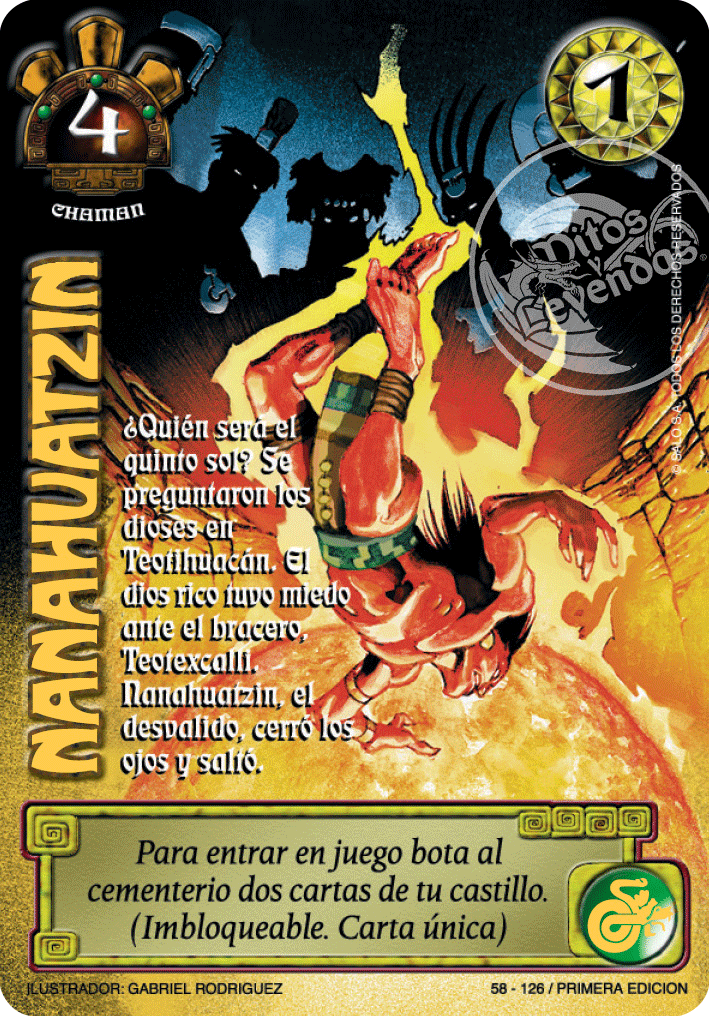 4
1
CHAMAN
Mitos
y
Leyendas
®
© SALO S.A. TODOS LOS DERECHOS RESERVADOS
NANAHUATZIN
¿Quién será el
quinto sol? Se
preguntaron los
dioses en
Teotihuacán. El
dios rico tuvo miedo
ante el bracero,
Teotexcalli.
Nanahuatzin, el
desvalido, cerró los
ojos y saltó.
Para entrar en juego bota al
cementerio dos cartas de tu castillo.
(Imbloqueable. Carta única)
ILUSTRADOR: GABRIEL RODRIGUEZ
58 - 126 / PRIMERA EDICION